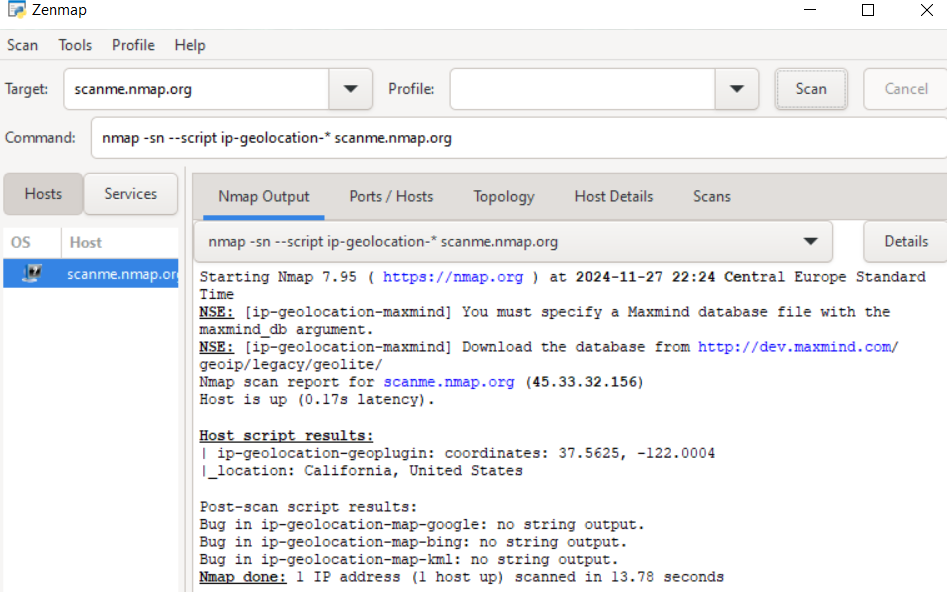 Zenmap
Scan Tools Profile Help
Target: scanme.nmap.org Profile: Scan Cancel
Command: nmap -sn --script ip-geolocation-* scanme.nmap.org
Hosts Services
Nmap Output Ports / Hosts Topology Host Details Scans
OS Host
nmap -sn --script ip-geolocation-* scanme.nmap.org Details
scanme.nmap.org
Starting Nmap 7.95 ( https://nmap.org ) at 2024-11-27 22:24 Central Europe Standard
Time
NSE: [ip-geolocation-maxmind] You must specify a Maxmind database file with the
maxmind_db argument.
NSE: [ip-geolocation-maxmind] Download the database from http://dev.maxmind.com/
geoip/legacy/geolite/
Nmap scan report for scanme.nmap.org (45.33.32.156)
Host is up (0.17s latency).
Host script results:
| ip-geolocation-geoplugin: coordinates: 37.5625, -122.0004
|_location: California, United States
Post-scan script results:
Bug in ip-geolocation-map-google: no string output.
Bug in ip-geolocation-map-bing: no string output.
Bug in ip-geolocation-map-kml: no string output.
Nmap done: 1 IP address (1 host up) scanned in 13.78 seconds